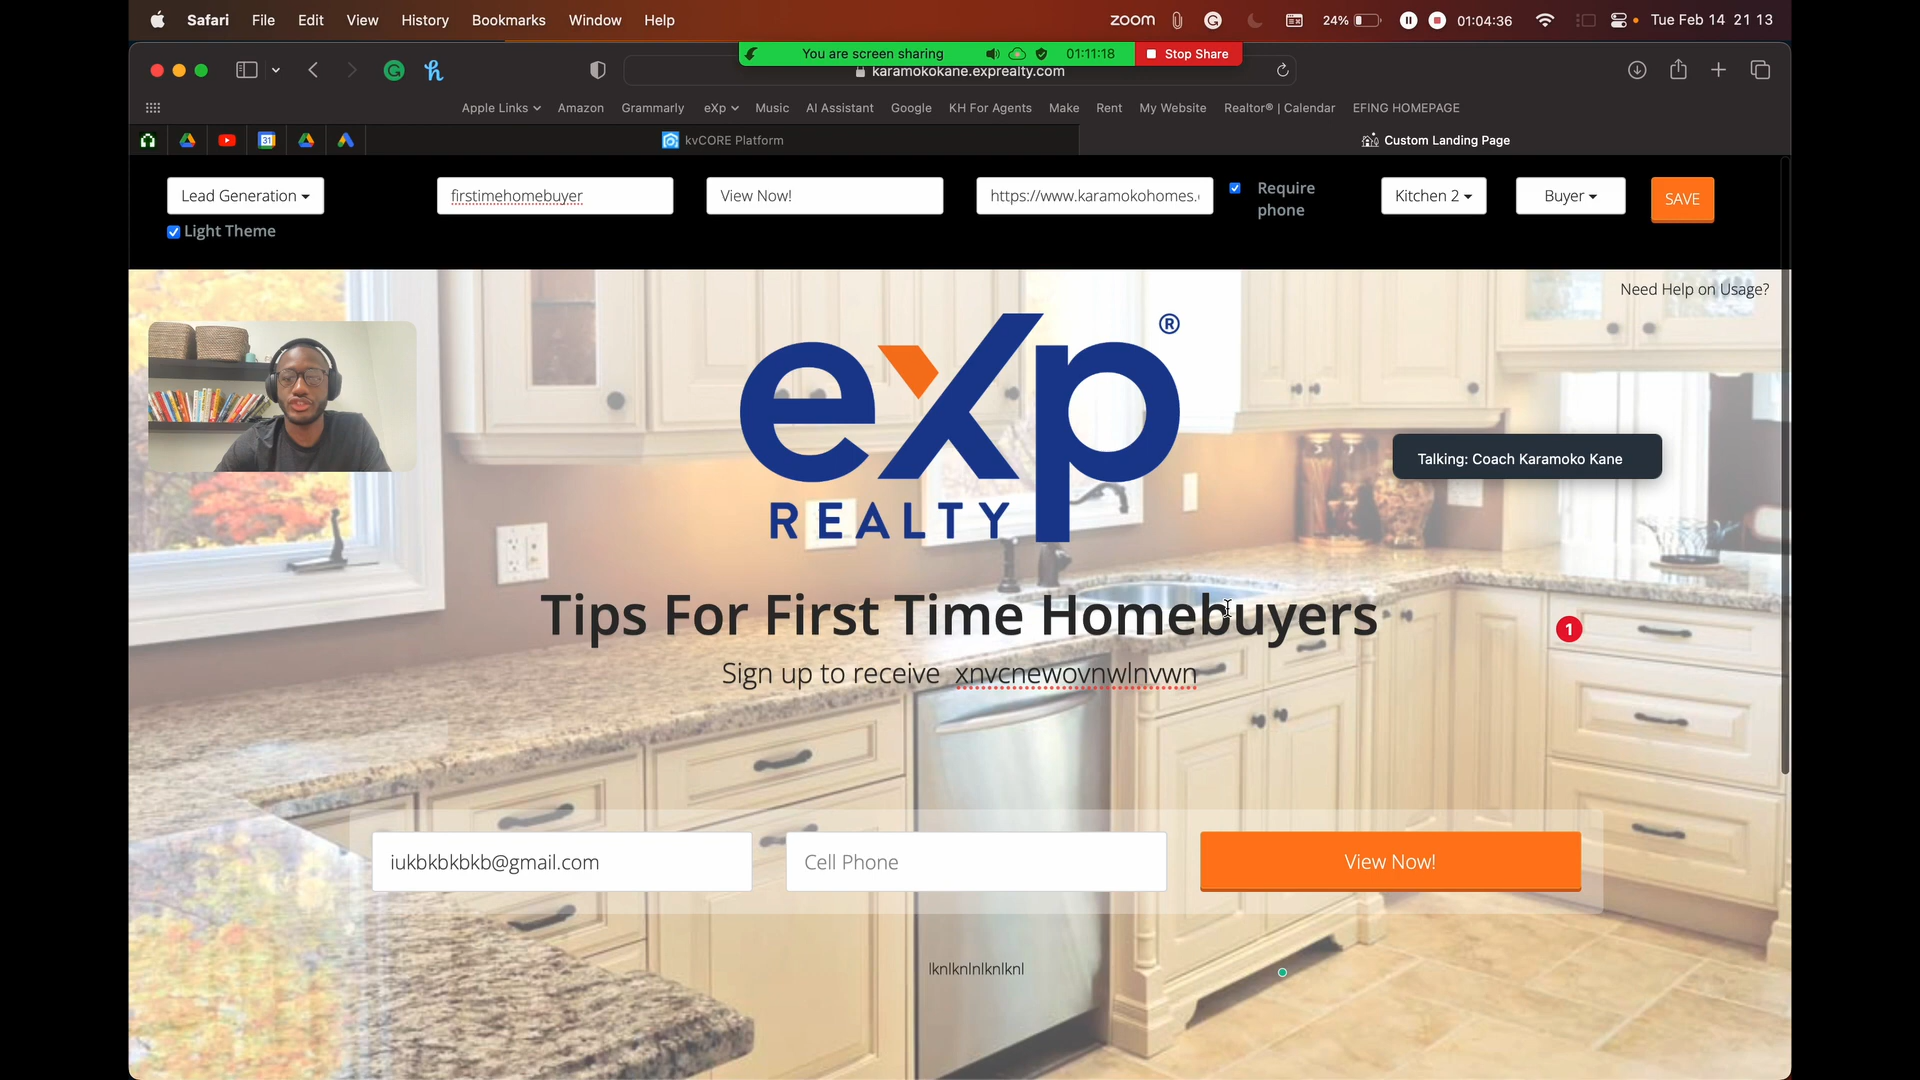 Safari File Edit View History Bookmarks Window Help zoom 24% 01:04:36 Tue Feb 14 21 13
You are screen sharing 01:11:18 Stop Share
karamokokane.exprealty.com
Apple Links Amazon Grammarly eXp Music AI Assistant Google KH For Agents Make Rent My Website Realtor® | Calendar EFING HOMEPAGE
31 kvCORE Platform Custom Landing Page
Lead Generation firstimehomebuyer View Now! https://www.karamokohomes. Require phone Kitchen 2 Buyer SAVE
Light Theme
Need Help on Usage?
eXp ®
REALTY
Talking: Coach Karamoko Kane
Tips For First Time Homebuyers
1
Sign up to receive xnvcnewovnwlnvwn
iukbkbkbkb@gmail.com Cell Phone View Now!
lknlknlnlknlknl